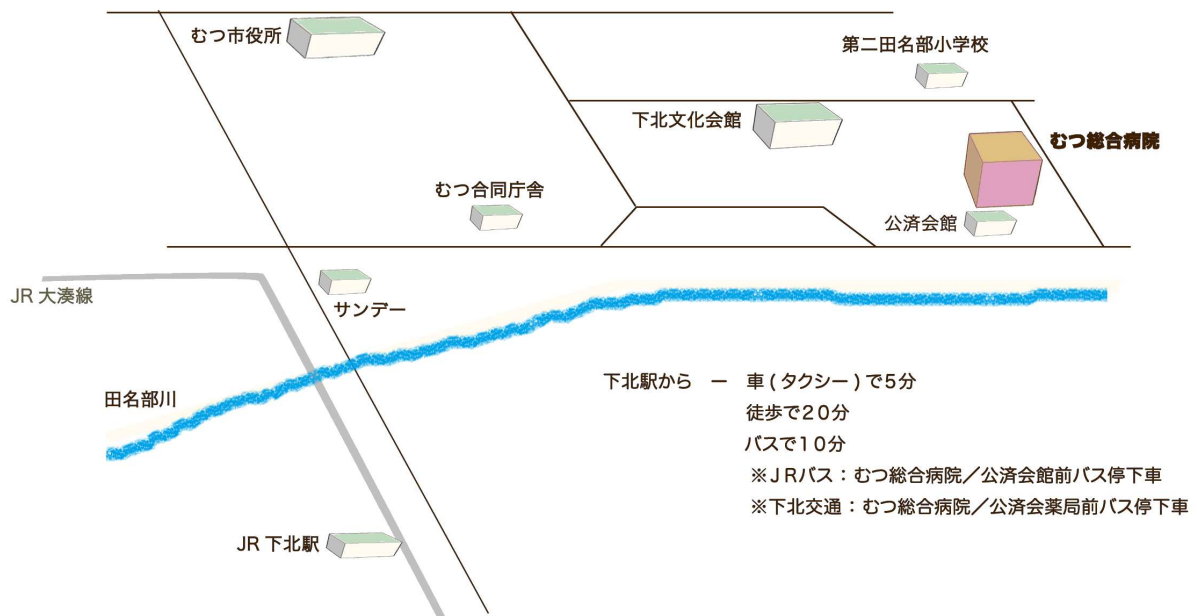 むつ市役所
第二田名部小学校
下北文化会館
むつ総合病院
むつ合同庁舎
公済会館
JR 大湊線
サンデー
田名部川
下北駅から ー 車 ( タクシー ) で5分
徒歩で20分
バスで10分
※JRバス：むつ総合病院／公済会館前バス停下車
※下北交通：むつ総合病院／公済会薬局前バス停下車
JR 下北駅